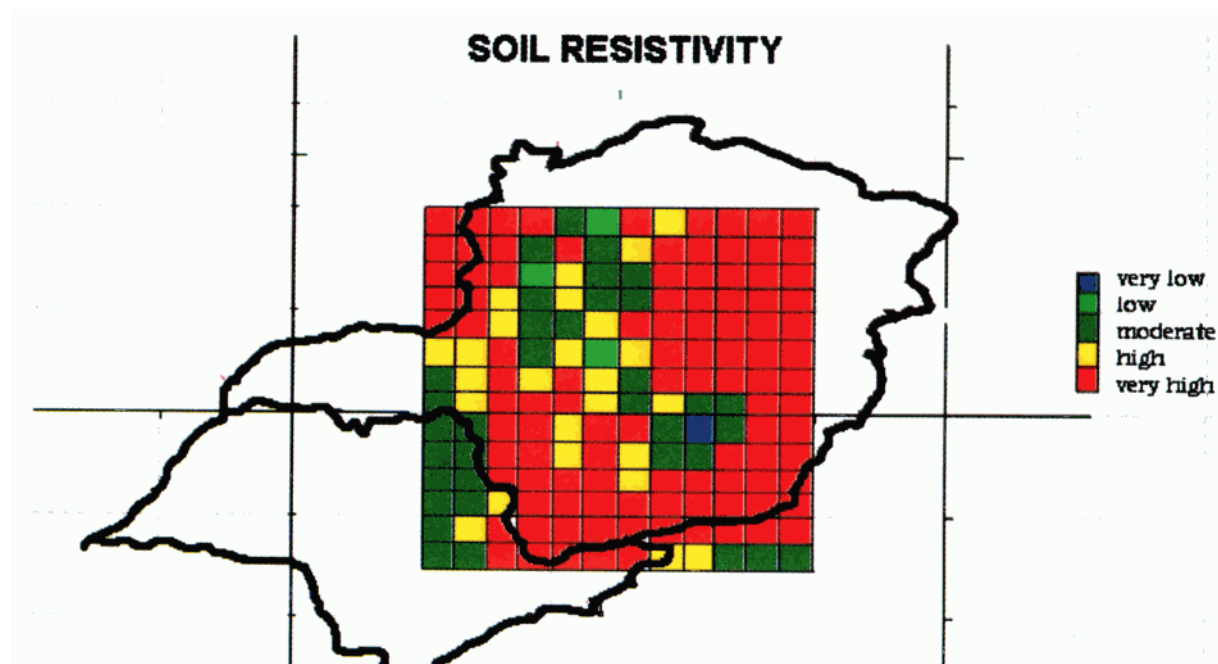 SOIL RESISTIVITY
very low
low
moderate
high
very high